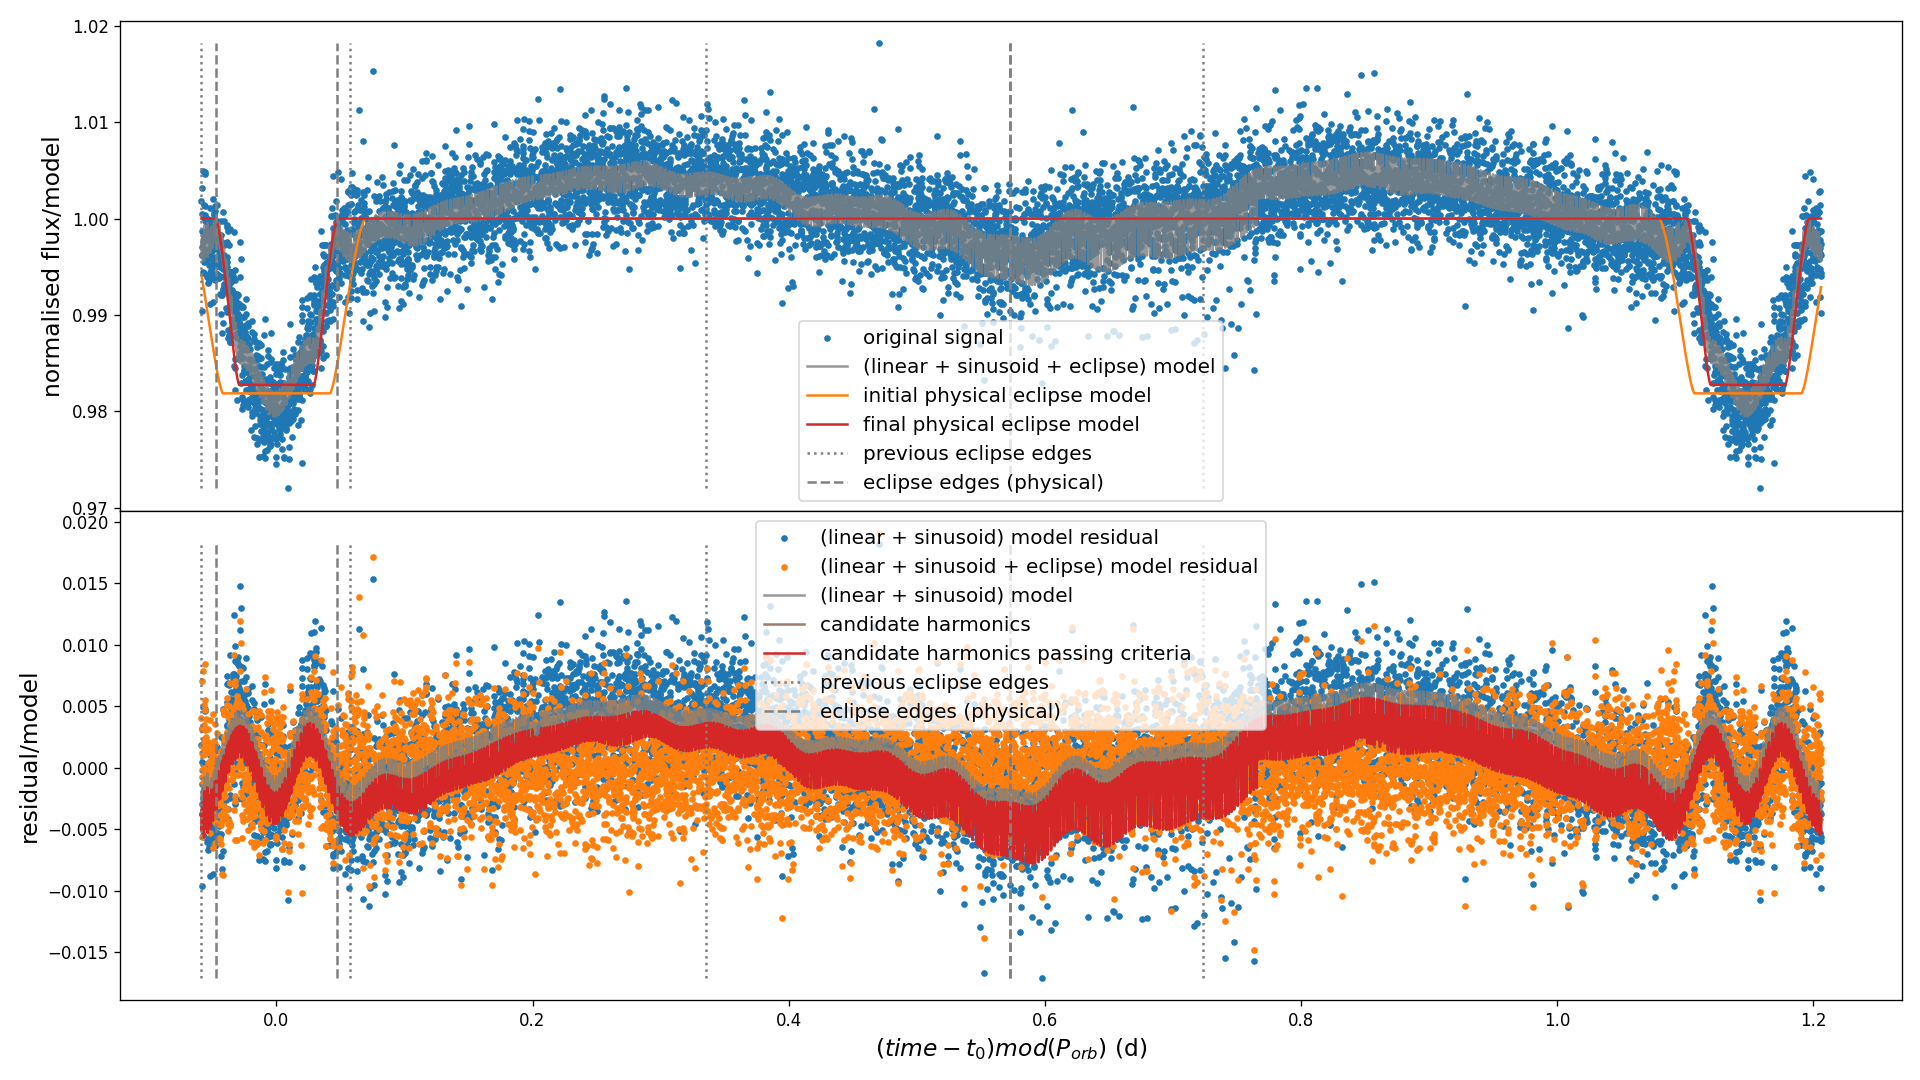 1.02
1.01
1.00
0.99
0.98
0.97
normalised flux/model
original signal
(linear + sinusoid + eclipse) model
initial physical eclipse model
final physical eclipse model
previous eclipse edges
eclipse edges (physical)
0.020
0.015
0.010
0.005
0.000
−0.005
−0.010
−0.015
residual/model
(linear + sinusoid) model residual
(linear + sinusoid + eclipse) model residual
(linear + sinusoid) model
candidate harmonics
candidate harmonics passing criteria
previous eclipse edges
eclipse edges (physical)
0.0 0.2 0.4 0.6 0.8 1.0 1.2
(time − t₀)mod(P_orb) (d)